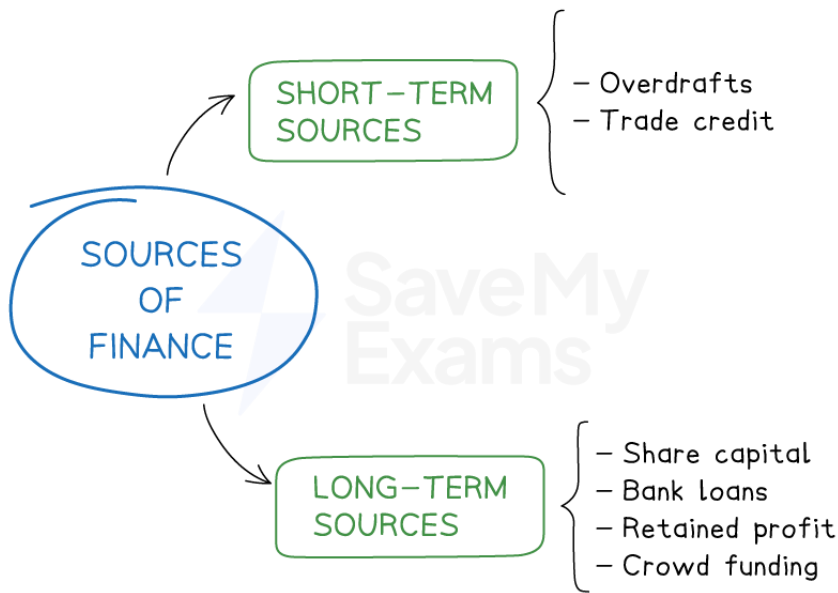 SHORT-TERM
SOURCES
- Overdrafts
- Trade credit
SOURCES
OF
FINANCE
SaveMy
Exams
LONG-TERM
SOURCES
- Share capital
- Bank loans
- Retained profit
- Crowd funding